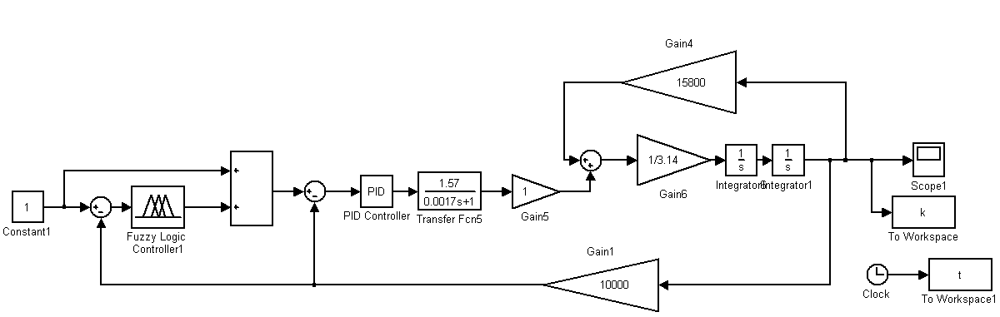 Gain4
15800
1/3.14
Gain6
1
s
Integrator6
1
s
Integrator1
Scope1
1
Constant1
Fuzzy Logic
Controller1
PID
PID Controller
1.57
0.0017s+1
Transfer Fcn5
1
Gain5
k
To Workspace
Gain1
10000
Clock
t
To Workspace1